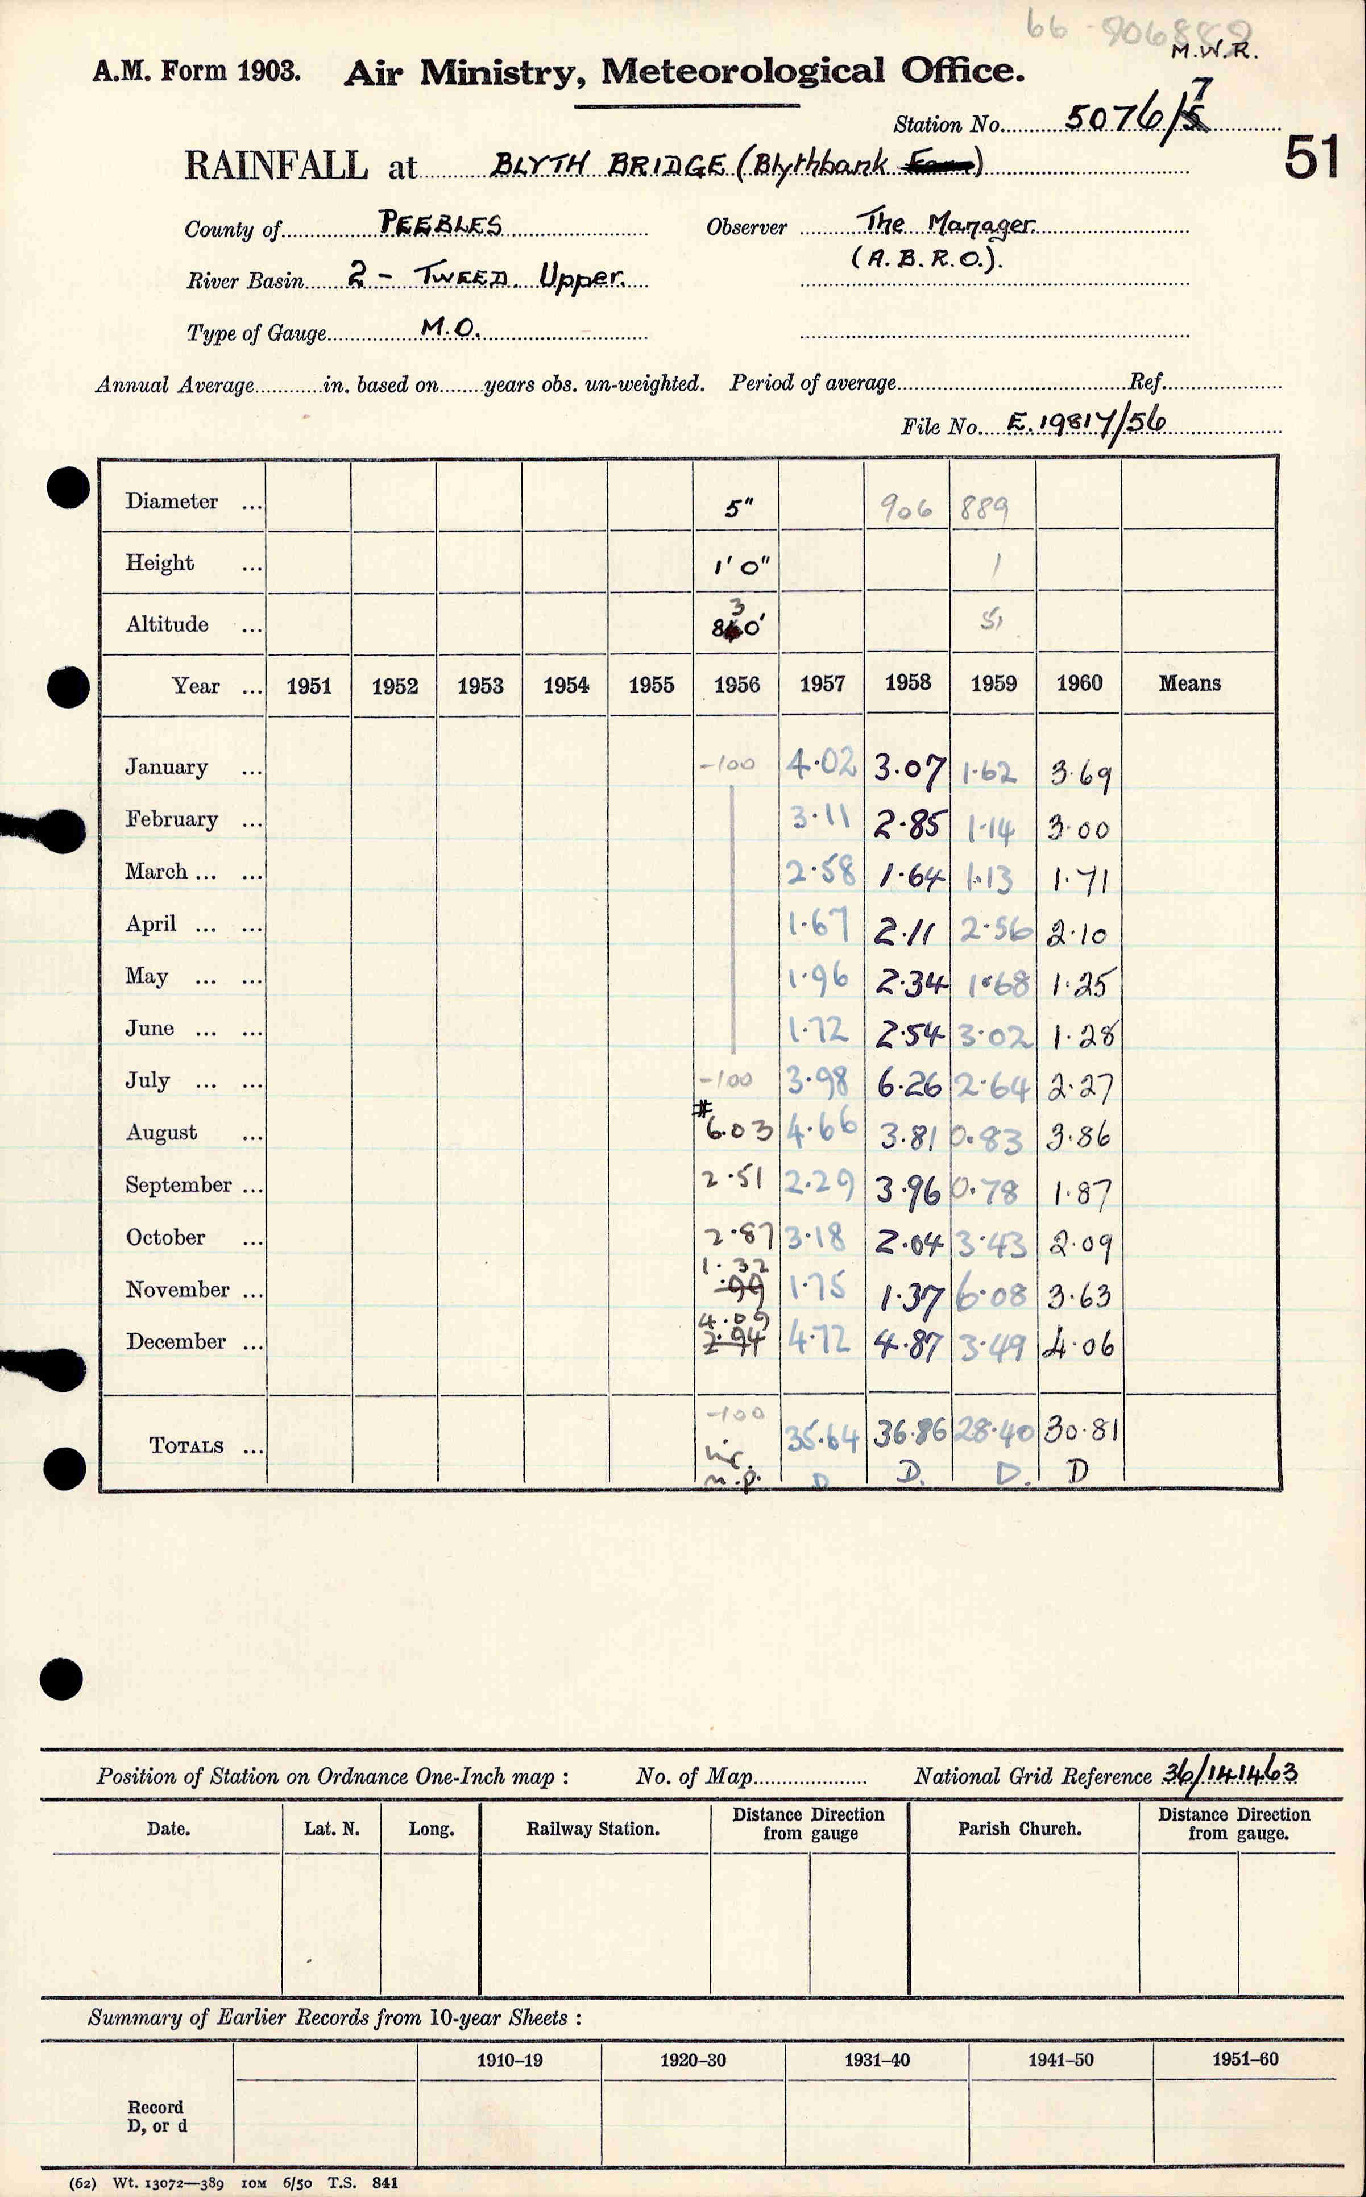 66-906889
M.W.R.
A.M. Form 1903. Air Ministry, Meteorological Office.
Station No. 5076/5 7
51
RAINFALL at BLYTH BRIDGE (Blythbank Farm)
County of PEEBLES Observer The Manager.
(A.B.R.O.).
River Basin 2 - TWEED. Upper.
Type of Gauge M.O.
Annual Average in. based on years obs. un-weighted. Period of average Ref.
File No. E.19817/56
Diameter ... 5" 906 889
Height ... 1' 0" 1
Altitude ... 3 840' 51
Year ... 1951 1952 1953 1954 1955 1956 1957 1958 1959 1960 Means
January ... -100 4.02 3.07 1.62 3.69
February ... 3.11 2.85 1.14 3.00
March ... ... 2.58 1.64 1.13 1.71
April ... ... 1.67 2.11 2.56 2.10
May ... ... 1.96 2.34 1.68 1.25
June ... ... 1.72 2.54 3.02 1.28
July ... ... -100 3.98 6.26 2.64 2.27
August ... # 6.03 4.66 3.81 0.83 3.86
September ... 2.51 2.29 3.96 0.78 1.87
October ... 2.87 3.18 2.04 3.43 2.09
1.32
November ... .99 1.75 1.37 6.08 3.63
4.09
December ... 2.94 4.72 4.87 3.49 4.06
-100
TOTALS ... 35.64 36.86 28.40 30.81
n.p. D D. D. D
Position of Station on Ordnance One-Inch map : No. of Map National Grid Reference 36/141463
Date. Lat. N. Long. Railway Station. Distance Direction from gauge Parish Church. Distance Direction from gauge.
Summary of Earlier Records from 10-year Sheets :
1910-19 1920-30 1931-40 1941-50 1951-60
Record
D, or d
(62) Wt. 13072—389 10M 6/50 T.S. 841